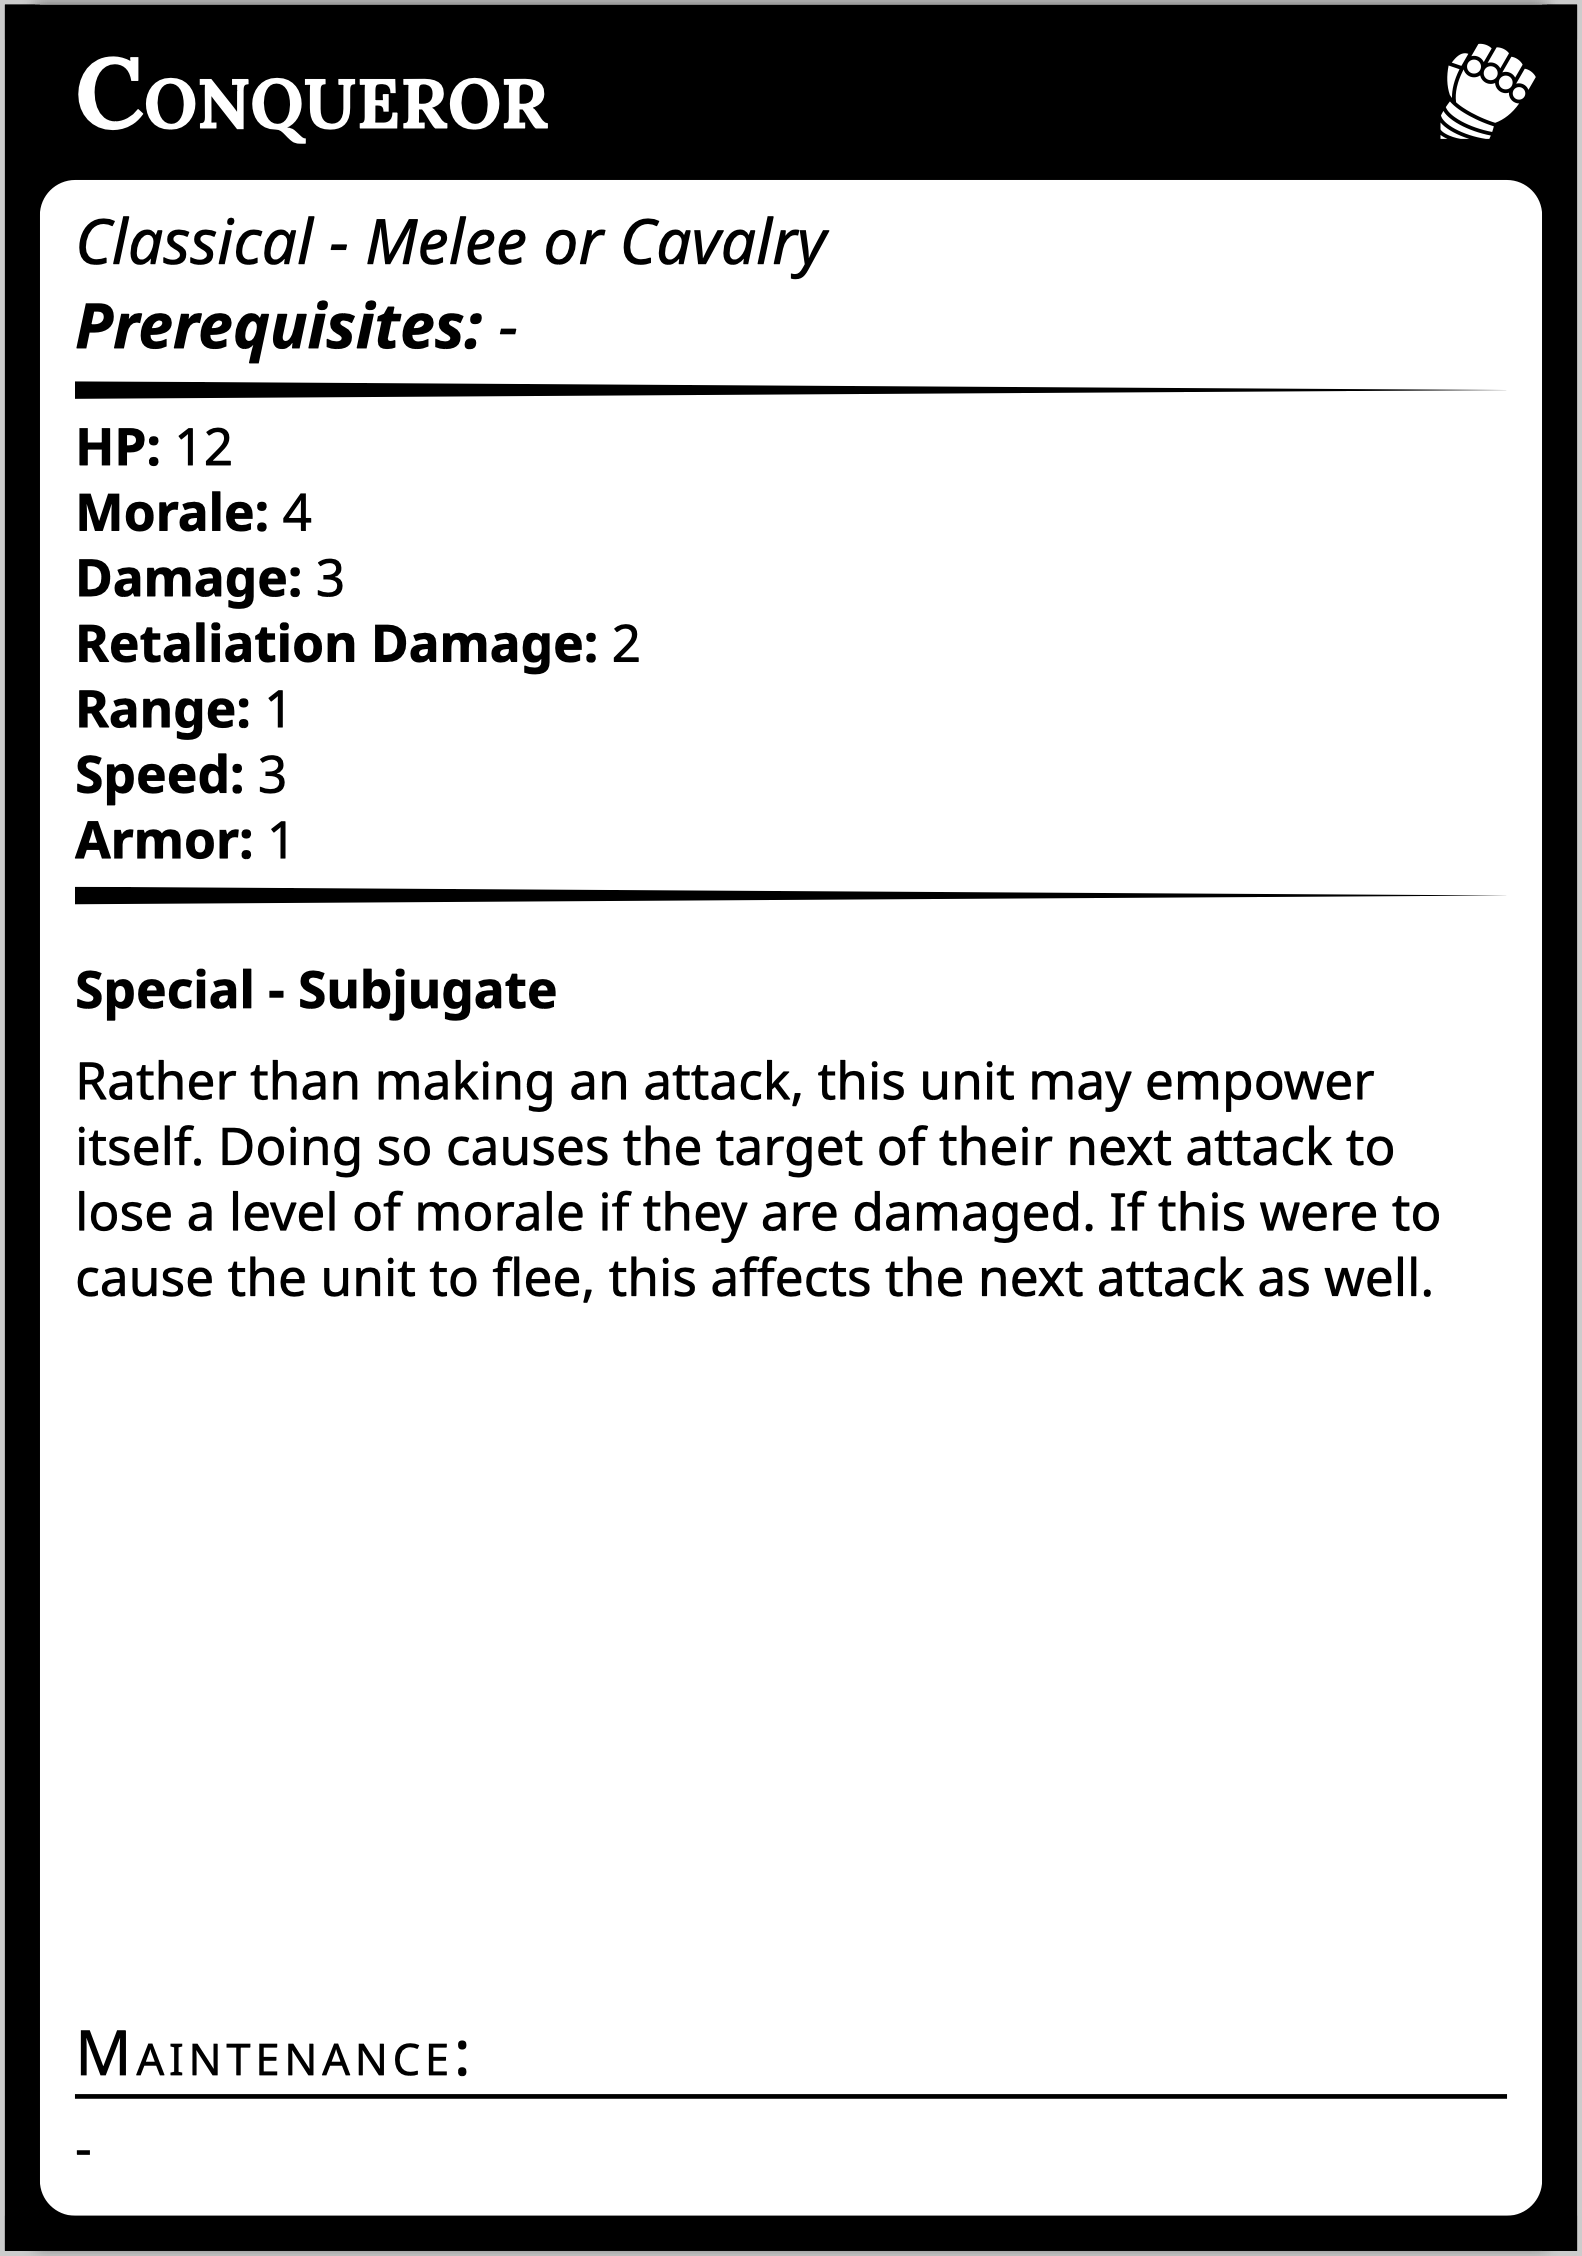 Conqueror
Classical - Melee or Cavalry
Prerequisites: -
HP: 12
Morale: 4
Damage: 3
Retaliation Damage: 2
Range: 1
Speed: 3
Armor: 1
Special - Subjugate
Rather than making an attack, this unit may empower
itself. Doing so causes the target of their next attack to
lose a level of morale if they are damaged. If this were to
cause the unit to flee, this affects the next attack as well.
Maintenance:
-